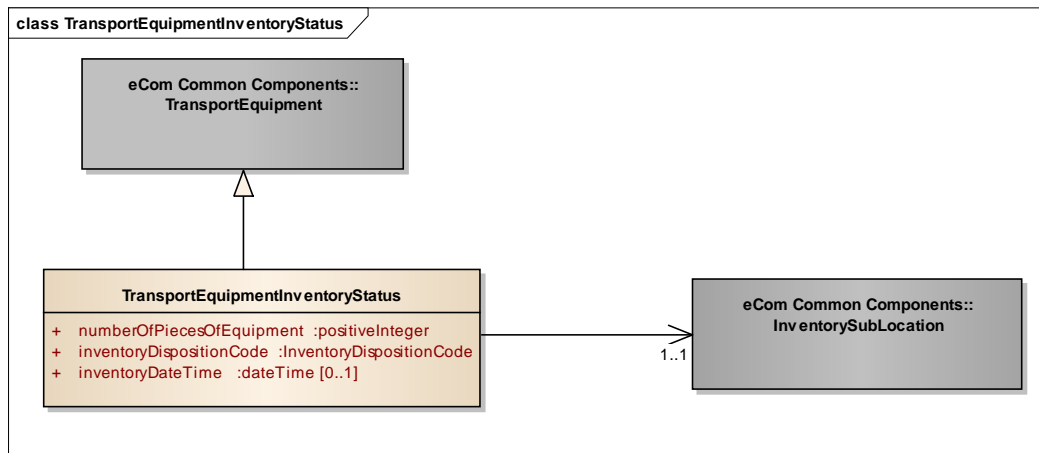 class TransportEquipmentInventoryStatus
eCom Common Components::
TransportEquipment
TransportEquipmentInventoryStatus
+ numberOfPiecesOfEquipment :positiveInteger
+ inventoryDispositionCode :InventoryDispositionCode
+ inventoryDateTime :dateTime [0..1]
eCom Common Components::
InventorySubLocation
1..1